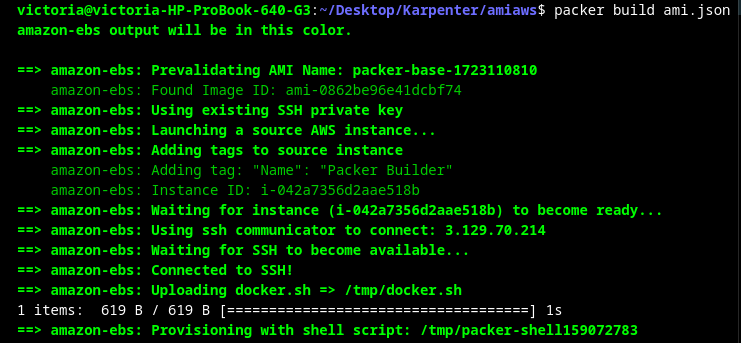 victoria@victoria-HP-ProBook-640-G3:~/Desktop/Karpenter/amiaws$ packer build ami.json
amazon-ebs output will be in this color.
==> amazon-ebs: Prevalidating AMI Name: packer-base-1723110810
amazon-ebs: Found Image ID: ami-0862be96e41dcbf74
==> amazon-ebs: Using existing SSH private key
==> amazon-ebs: Launching a source AWS instance...
==> amazon-ebs: Adding tags to source instance
amazon-ebs: Adding tag: "Name": "Packer Builder"
amazon-ebs: Instance ID: i-042a7356d2aae518b
==> amazon-ebs: Waiting for instance (i-042a7356d2aae518b) to become ready...
==> amazon-ebs: Using ssh communicator to connect: 3.129.70.214
==> amazon-ebs: Waiting for SSH to become available...
==> amazon-ebs: Connected to SSH!
==> amazon-ebs: Uploading docker.sh => /tmp/docker.sh
1 items:  619 B / 619 B [====================================] 1s
==> amazon-ebs: Provisioning with shell script: /tmp/packer-shell159072783